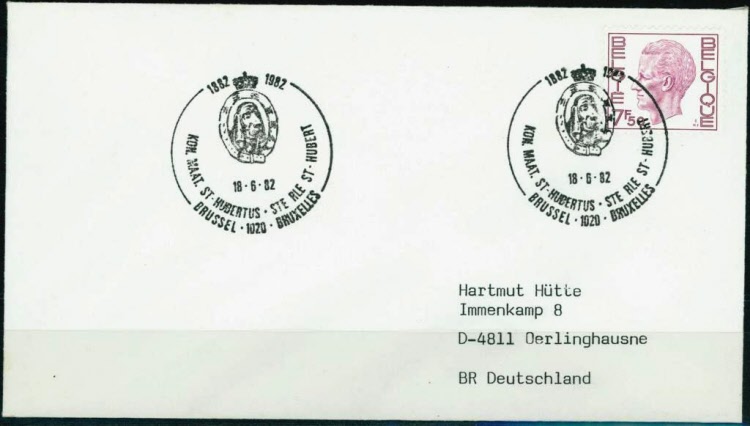 1882 1982
KON. MAAT. ST-HUBERTUS · STE RLE ST-HUBERT
18-6-82
BRUSSEL · 1020 · BRUXELLES
1882 1982
KON. MAAT. ST-HUBERTUS · STE RLE ST-HUBERT
18-6-82
BRUSSEL · 1020 · BRUXELLES
BELGIE
BELGIQUE
7F50
Hartmut Hütte
Immenkamp 8
D-4811 Oerlinghausne
BR Deutschland